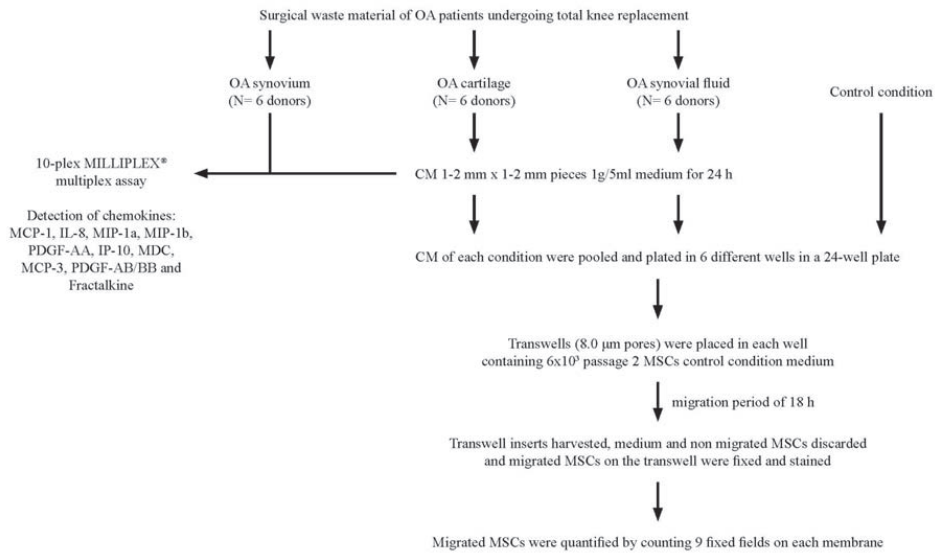 Surgical waste material of OA patients undergoing total knee replacement
OA synovium
(N= 6 donors)
OA cartilage
(N= 6 donors)
OA synovial fluid
(N= 6 donors)
Control condition
10-plex MILLIPLEX®
multiplex assay
CM 1-2 mm x 1-2 mm pieces 1g/5ml medium for 24 h
Detection of chemokines:
MCP-1, IL-8, MIP-1a, MIP-1b,
PDGF-AA, IP-10, MDC,
MCP-3, PDGF-AB/BB and
Fractalkine
CM of each condition were pooled and plated in 6 different wells in a 24-well plate
Transwells (8.0 µm pores) were placed in each well
containing 6x10³ passage 2 MSCs control condition medium
migration period of 18 h
Transwell inserts harvested, medium and non migrated MSCs discarded
and migrated MSCs on the transwell were fixed and stained
Migrated MSCs were quantified by counting 9 fixed fields on each membrane